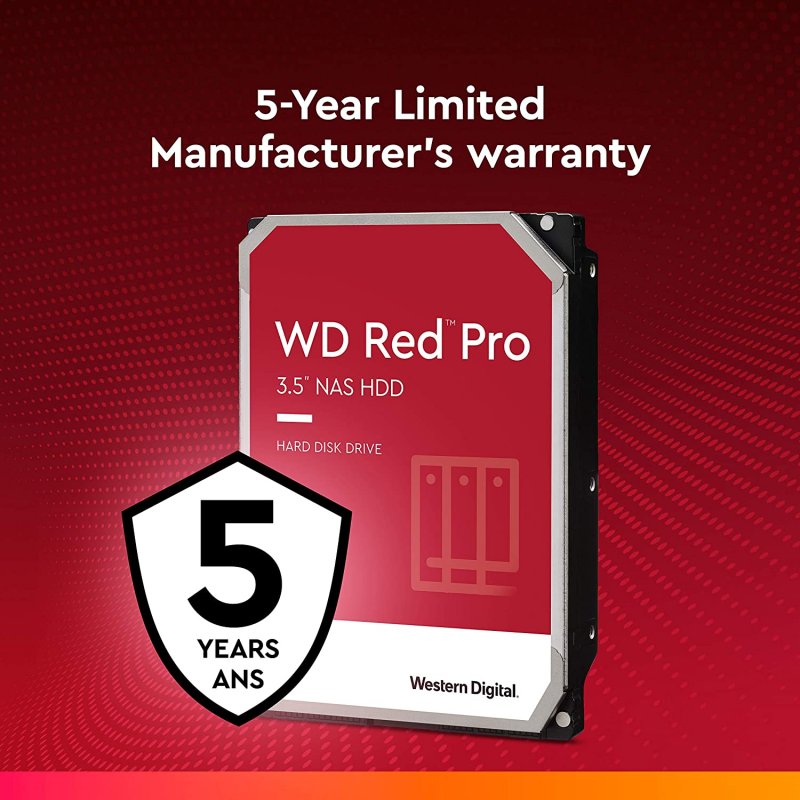 5-Year Limited
Manufacturer's warranty
WD Red™ Pro
3.5" NAS HDD
HARD DISK DRIVE
5
YEARS
ANS
Western Digital.